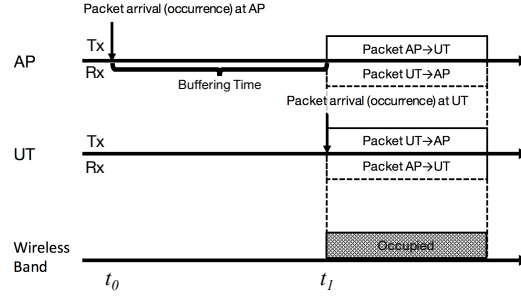 Packet arrival (occurrence) at AP
Tx
Packet AP→UT
AP
Rx
Packet UT→AP
Buffering Time
Packet arrival (occurrence) at UT
Tx
Packet UT→AP
UT
Rx
Packet AP→UT
Wireless
Band
Occupied
t0
t1